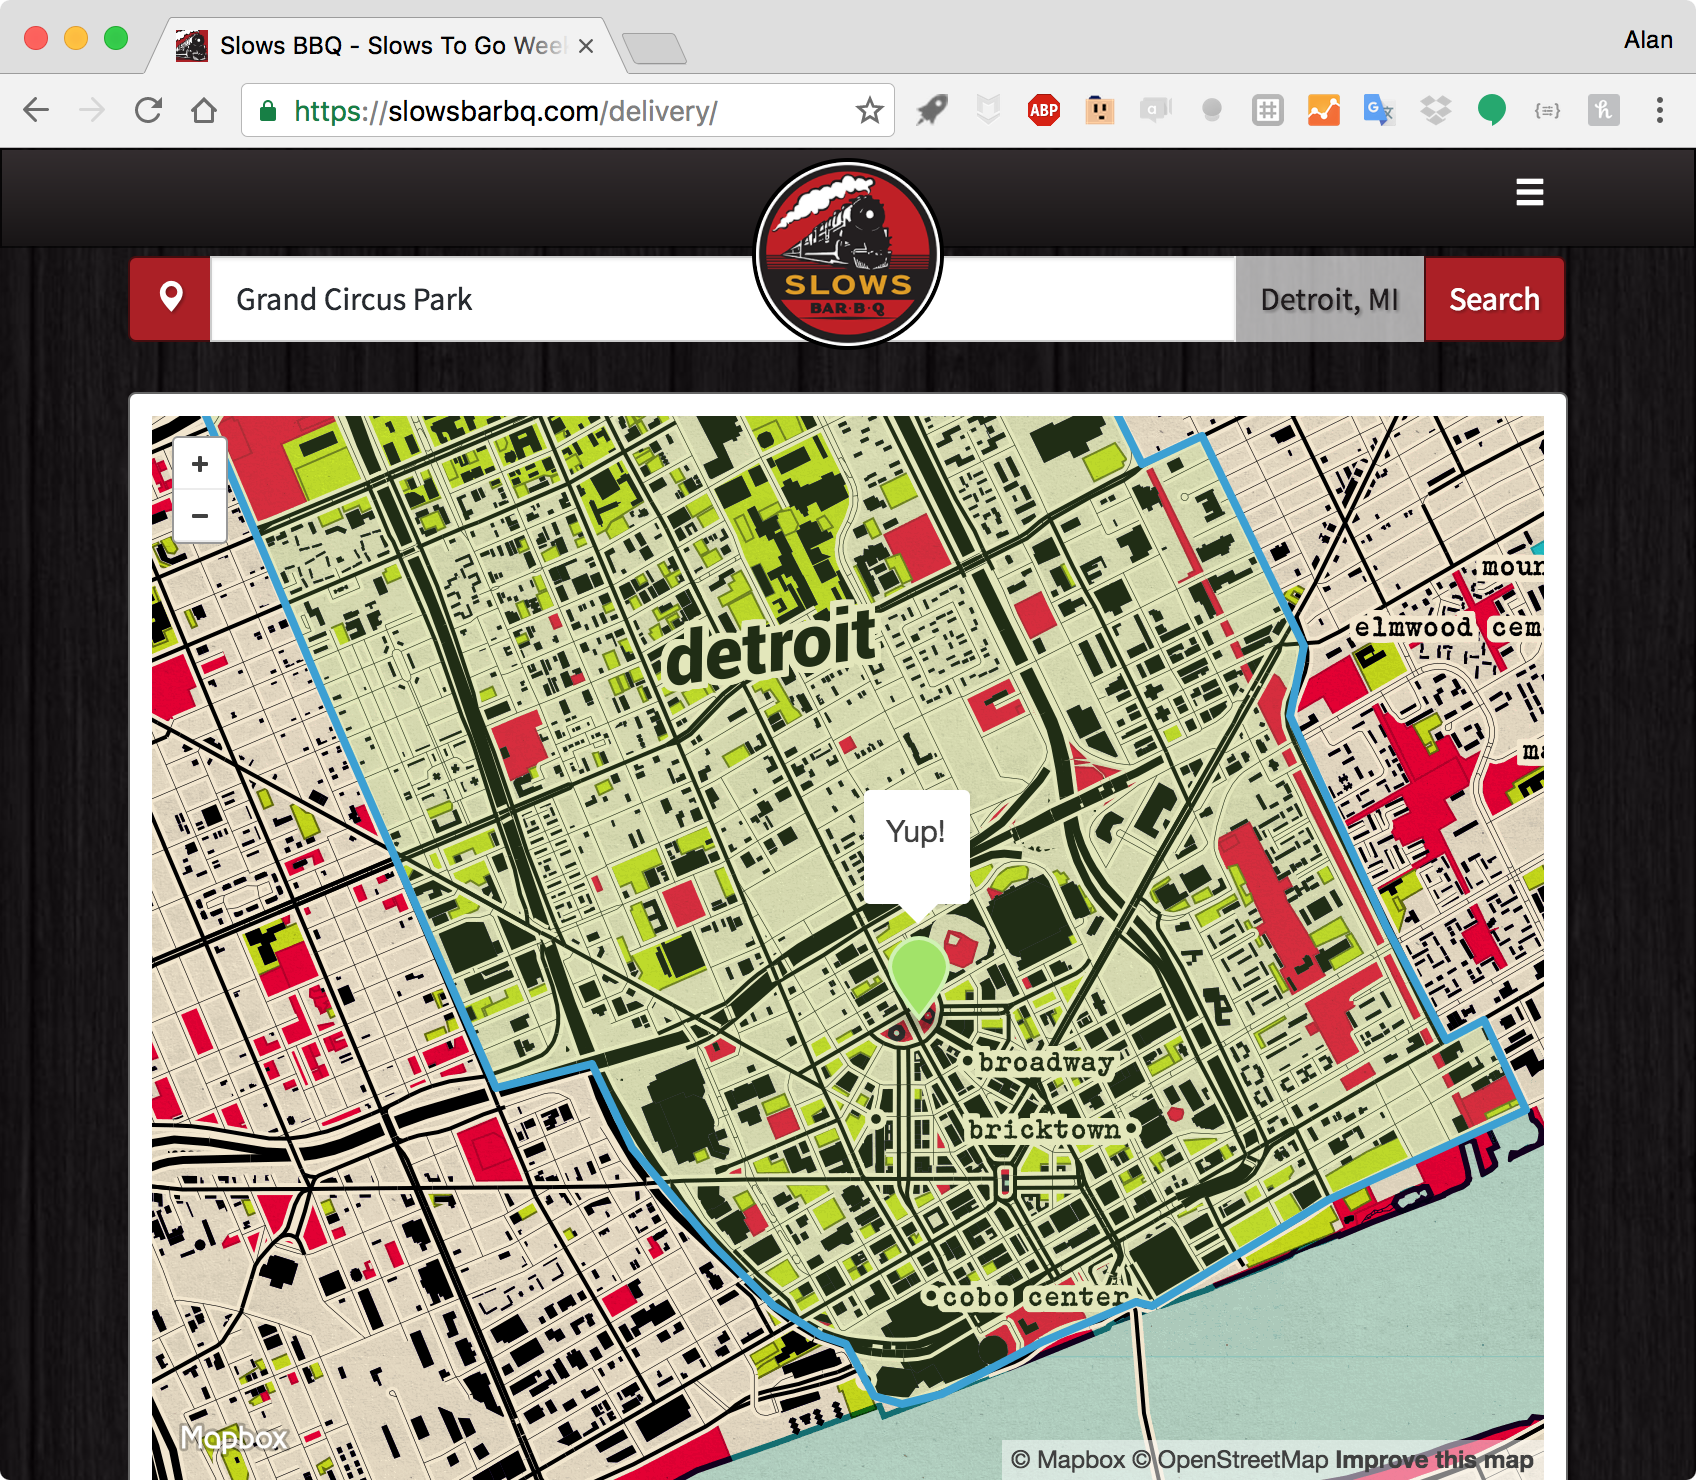 Slows BBQ - Slows To Go Week
Alan
https://slowsbarbq.com/delivery/
ABP
SLOWS
BAR·B·Q
Grand Circus Park
Detroit, MI
Search
+
−
moun
elmwood cem
detroit
ma
Yup!
broadway
bricktown
cobo center
Mapbox
© Mapbox © OpenStreetMap Improve this map